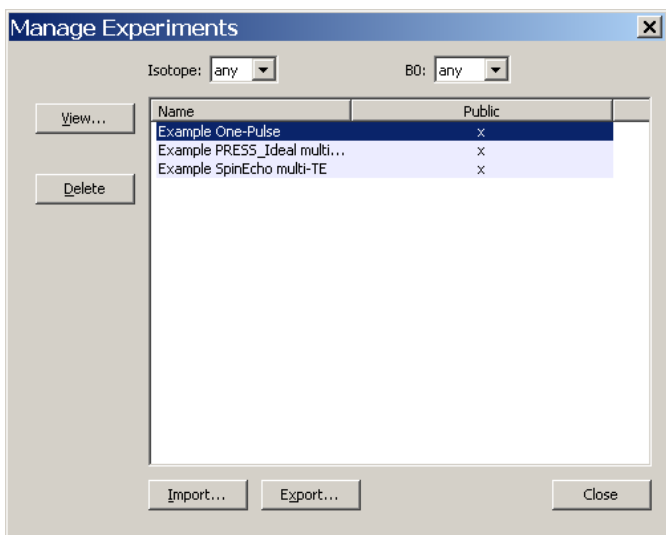 Manage Experiments
Isotope: any B0: any
View...
Delete
Name Public
Example One-Pulse x
Example PRESS_Ideal multi... x
Example SpinEcho multi-TE x
Import... Export... Close